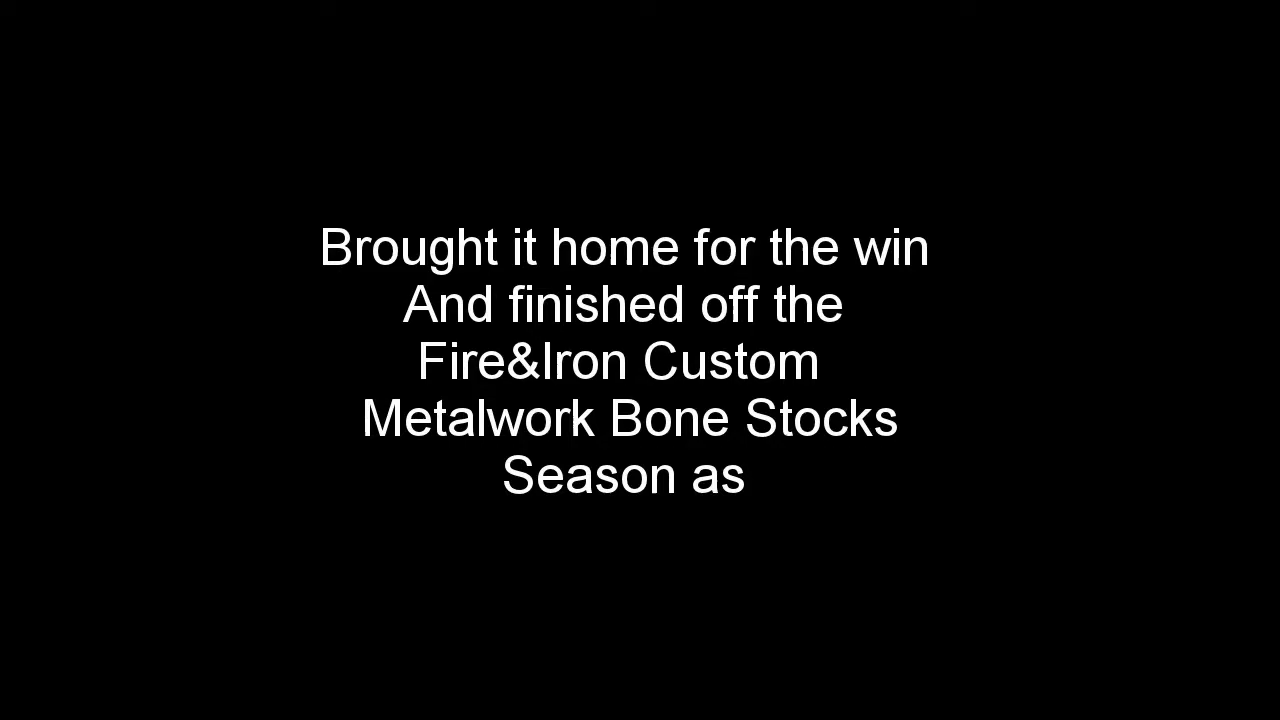 Brought it home for the win
And finished off the
Fire&Iron Custom
Metalwork Bone Stocks
Season as